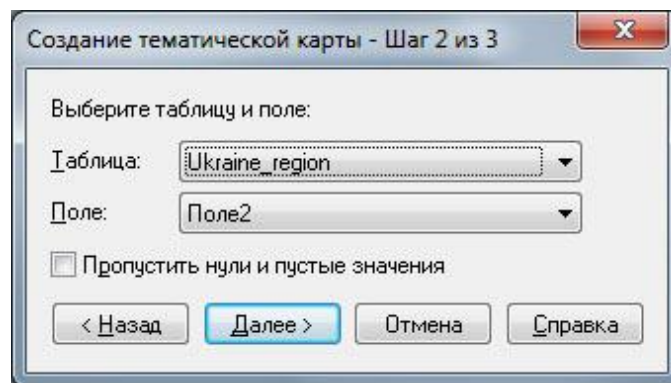 Создание тематической карты - Шаг 2 из 3
Выберите таблицу и поле:
Таблица: Ukraine_region
Поле: Поле2
Пропустить нули и пустые значения
< Назад Далее > Отмена Справка